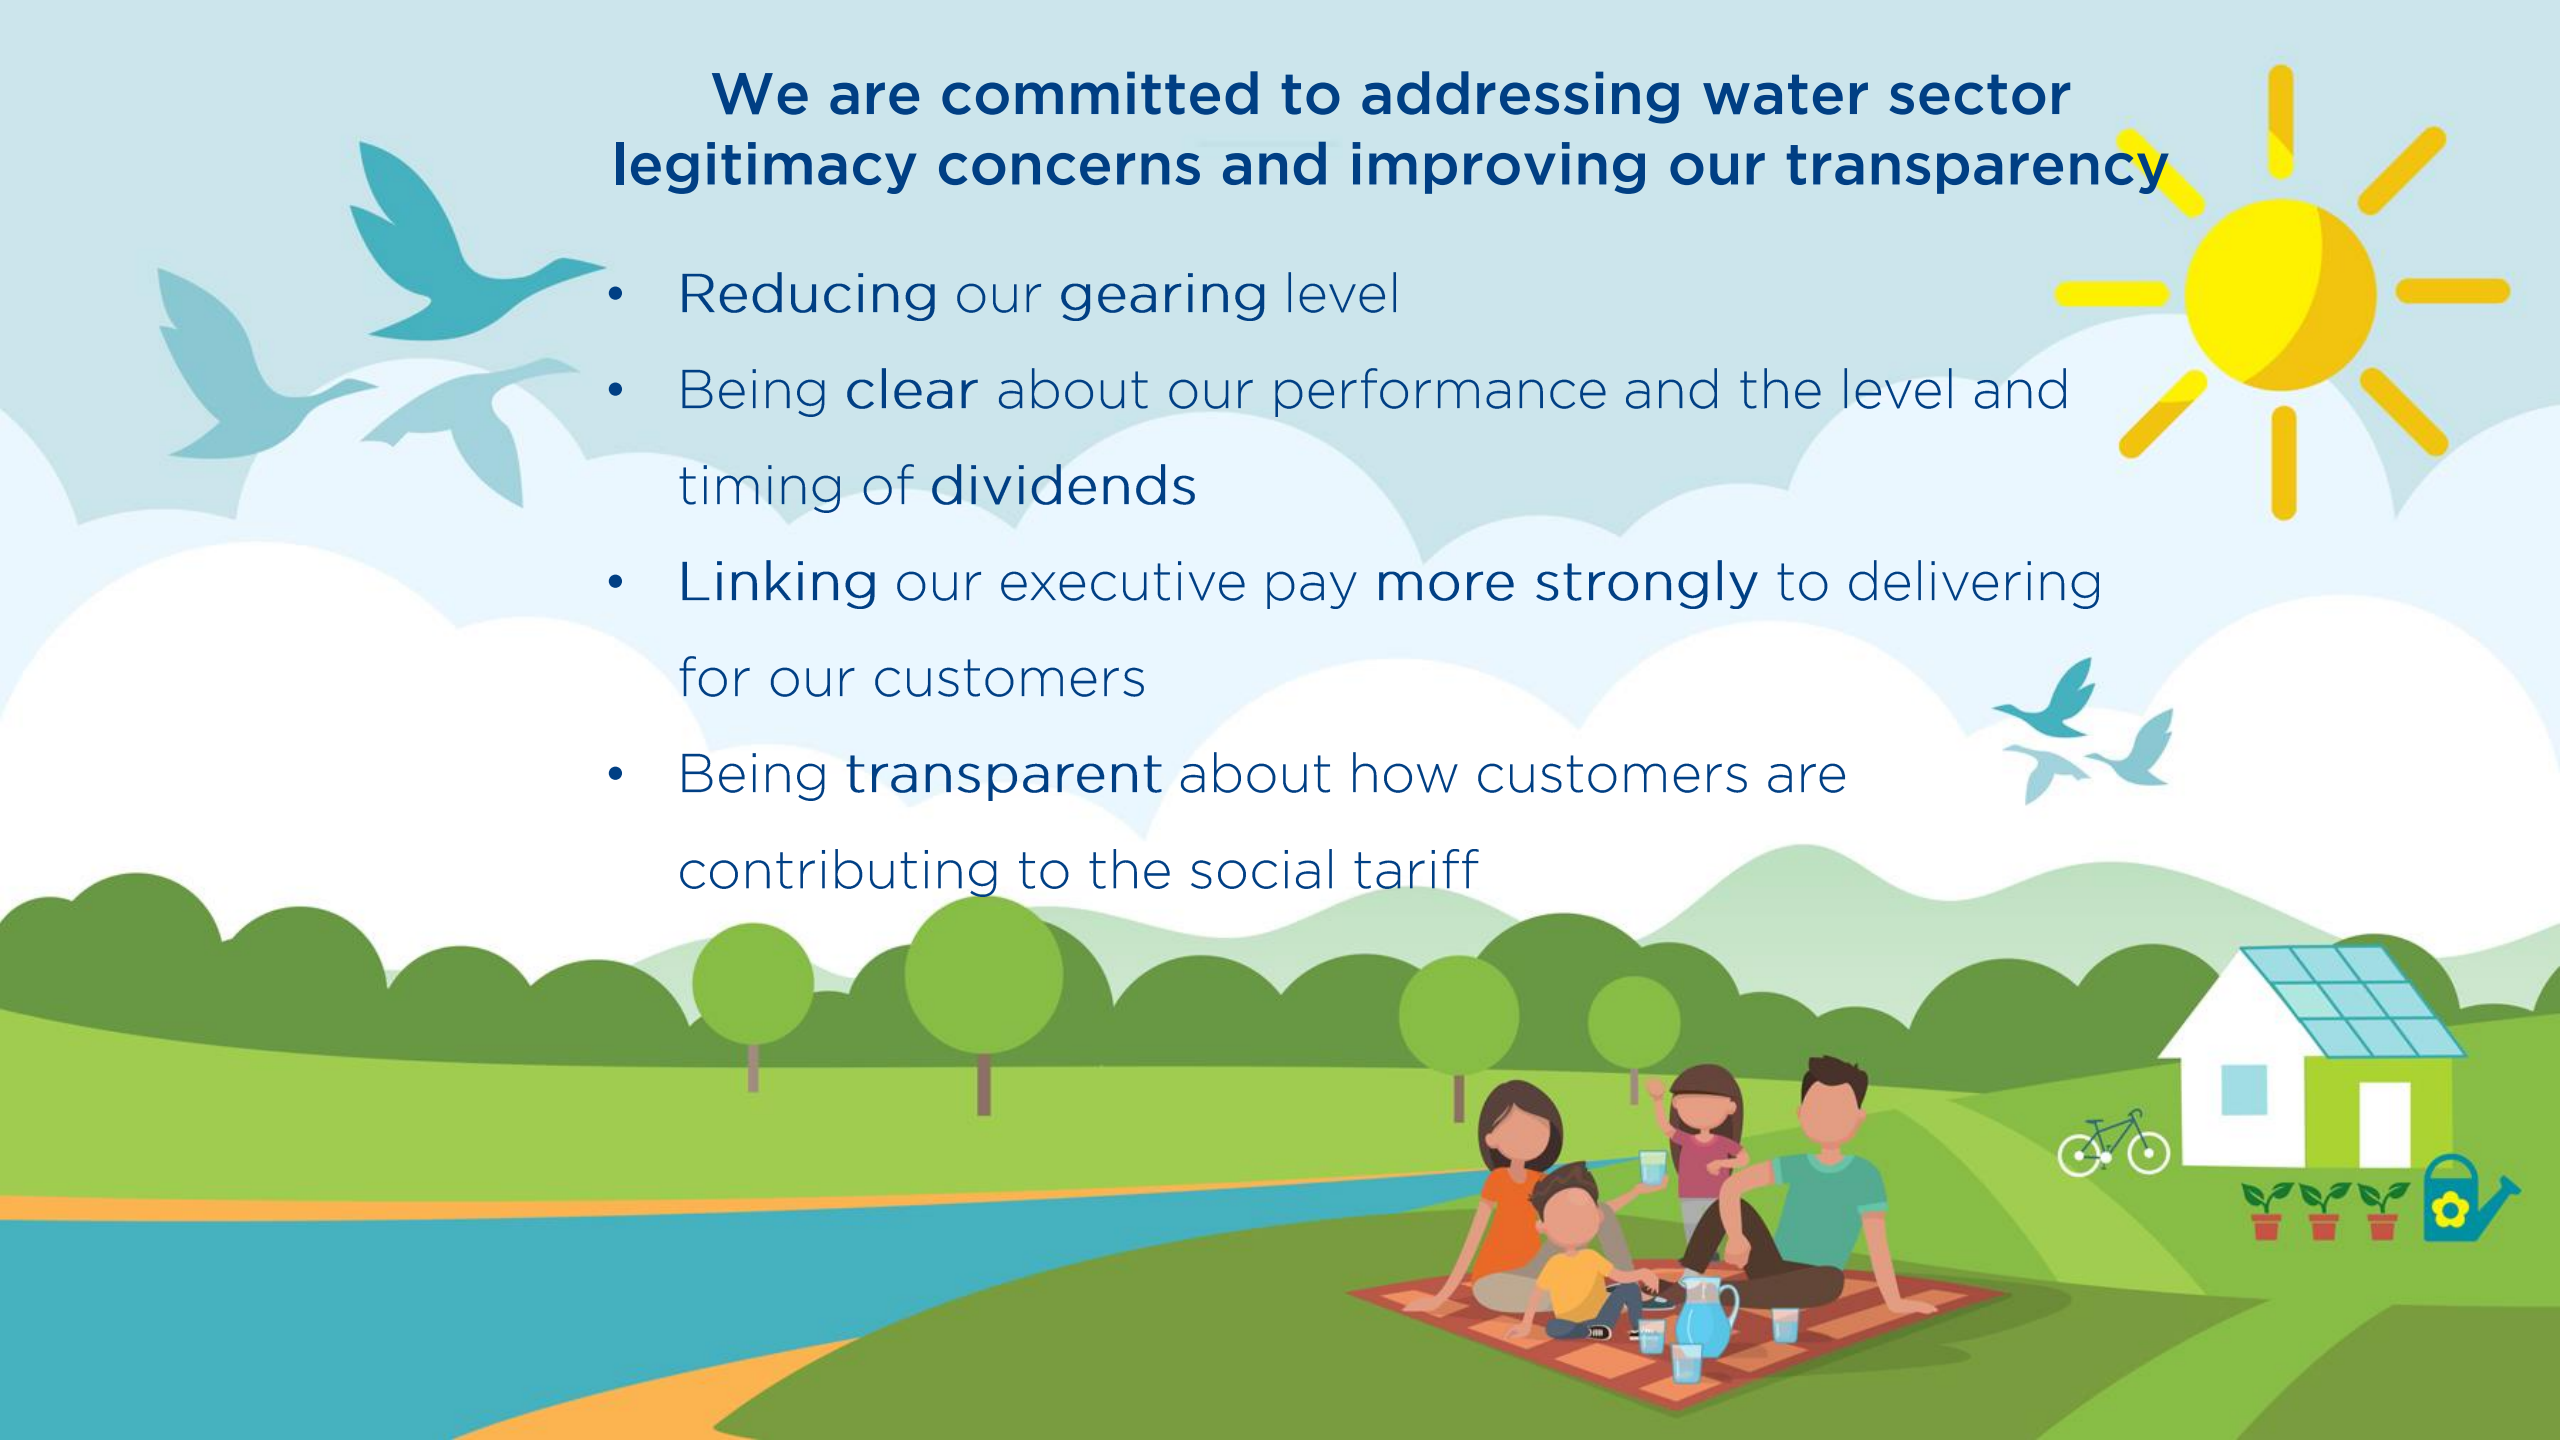 We are committed to addressing water sector
legitimacy concerns and improving our transparency
• Reducing our gearing level
• Being clear about our performance and the level and
timing of dividends
• Linking our executive pay more strongly to delivering
for our customers
• Being transparent about how customers are
contributing to the social tariff